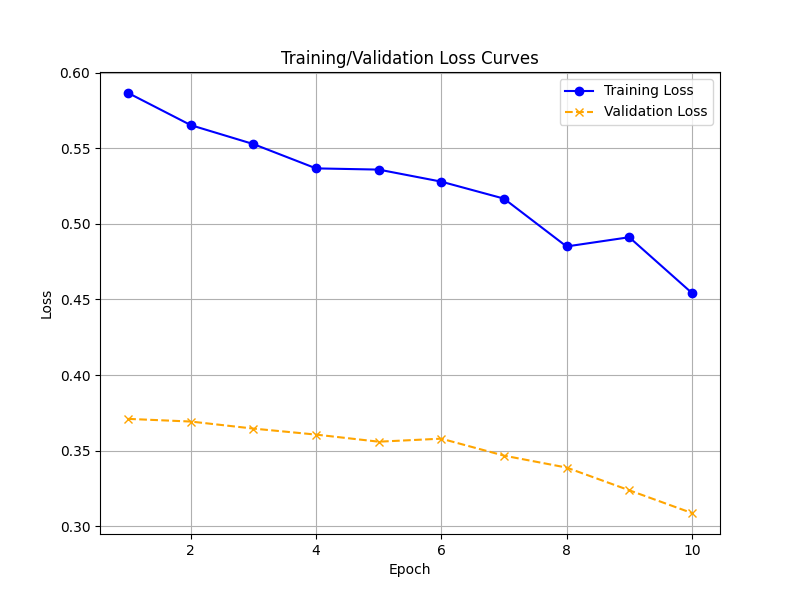 Training/Validation Loss Curves
Training Loss
Validation Loss
0.60
0.55
0.50
0.45
0.40
0.35
0.30
Loss
2 4 6 8 10
Epoch